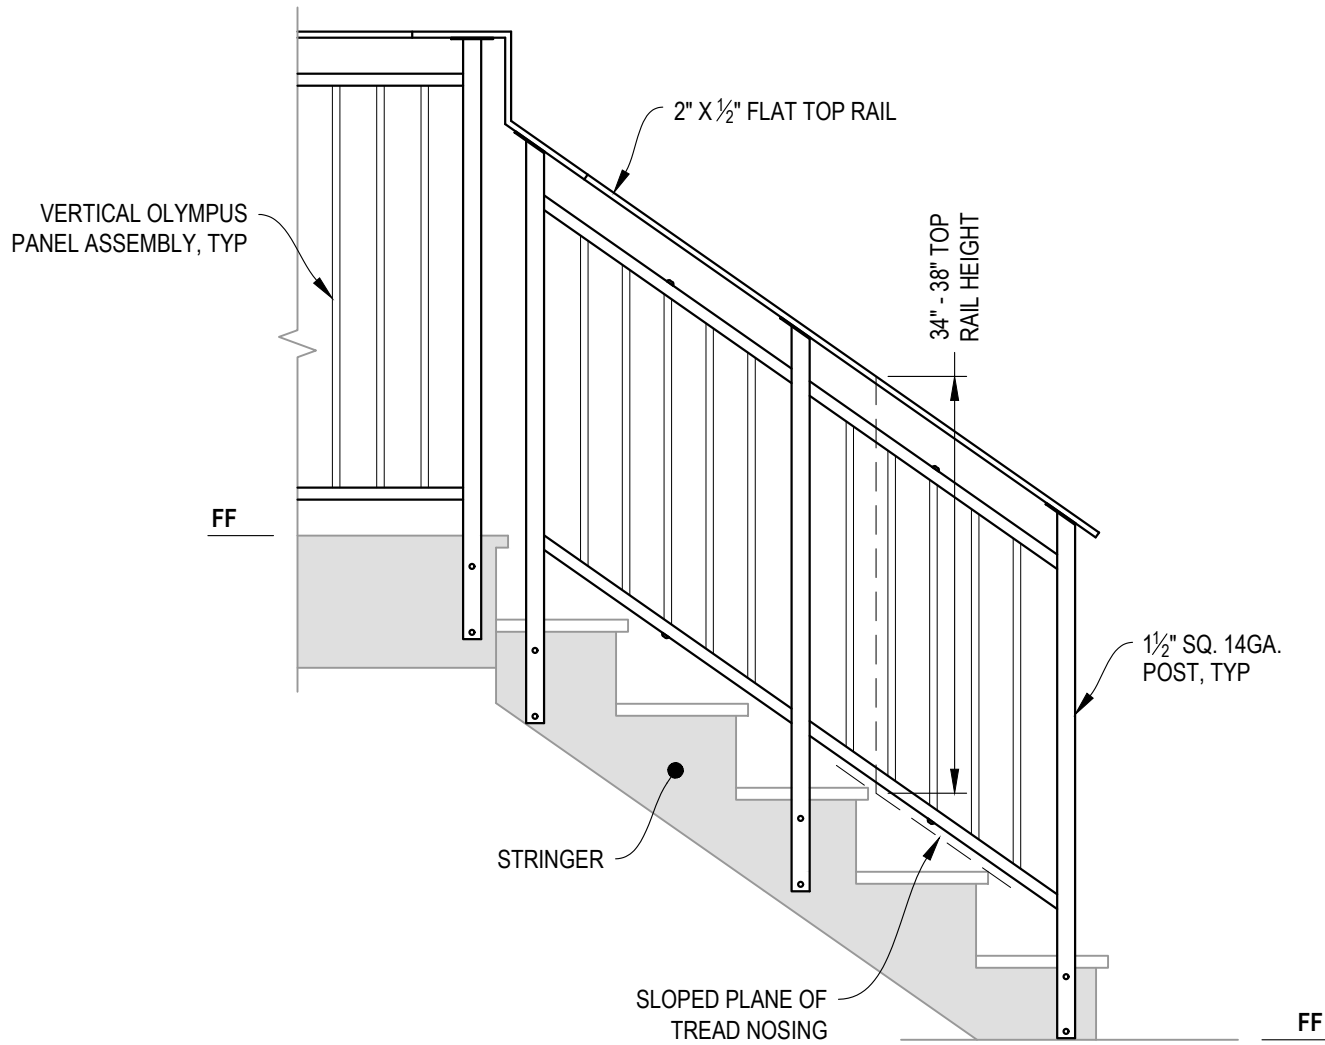 2" X ½" FLAT TOP RAIL
VERTICAL OLYMPUS
PANEL ASSEMBLY, TYP
34" - 38" TOP
RAIL HEIGHT
FF
1½" SQ. 14GA.
POST, TYP
STRINGER
SLOPED PLANE OF
TREAD NOSING
FF